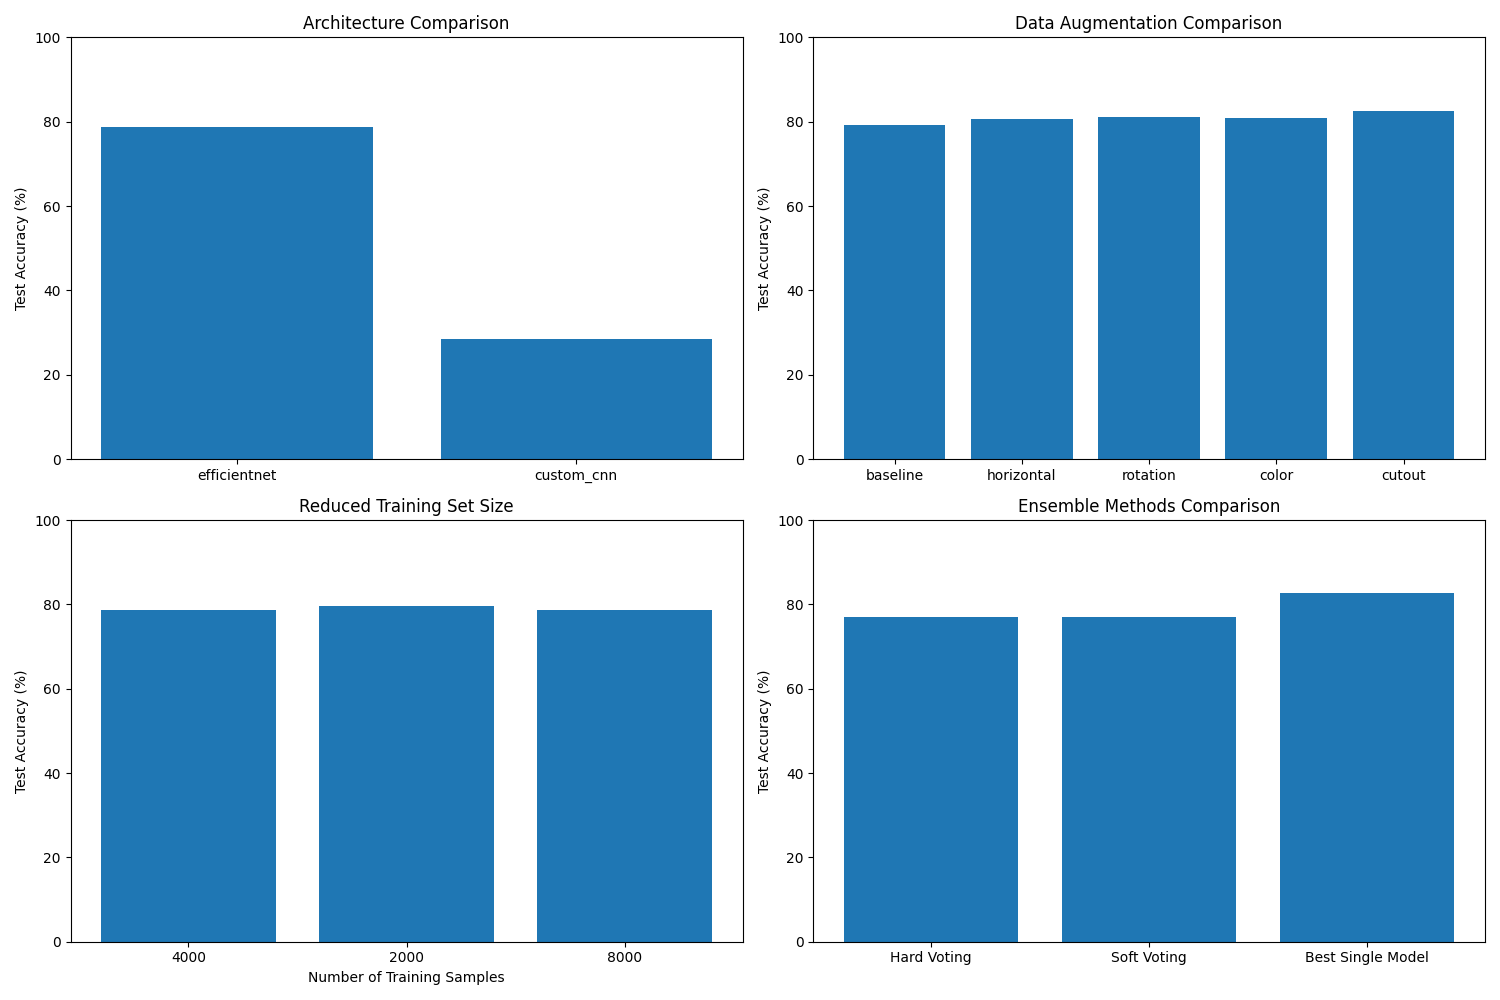 Architecture Comparison
100
80
60
40
20
0
Test Accuracy (%)
efficientnet
custom_cnn
Data Augmentation Comparison
100
80
60
40
20
0
Test Accuracy (%)
baseline
horizontal
rotation
color
cutout
Reduced Training Set Size
100
80
60
40
20
0
Test Accuracy (%)
4000
2000
8000
Number of Training Samples
Ensemble Methods Comparison
100
80
60
40
20
0
Test Accuracy (%)
Hard Voting
Soft Voting
Best Single Model